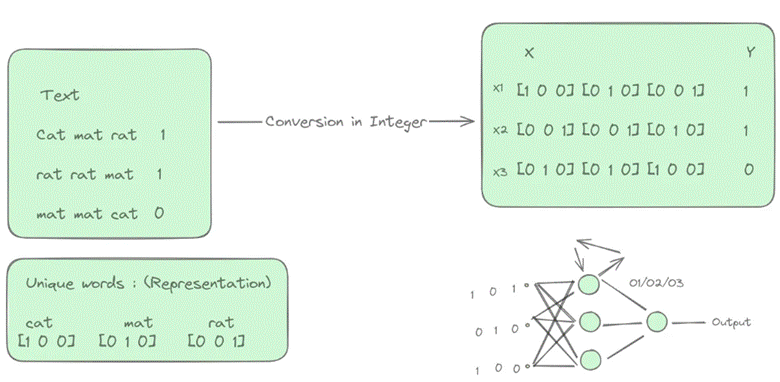 Text
Cat mat rat 1
rat rat mat 1
mat mat cat 0
Conversion in Integer
X Y
x1 [1 0 0] [0 1 0] [0 0 1] 1
x2 [0 0 1] [0 0 1] [0 1 0] 1
x3 [0 1 0] [0 1 0] [1 0 0] 0
Unique words : (Representation)
cat mat rat
[1 0 0] [0 1 0] [0 0 1]
1 0 1
0 1 0
1 0 0
O1/O2/O3
Output